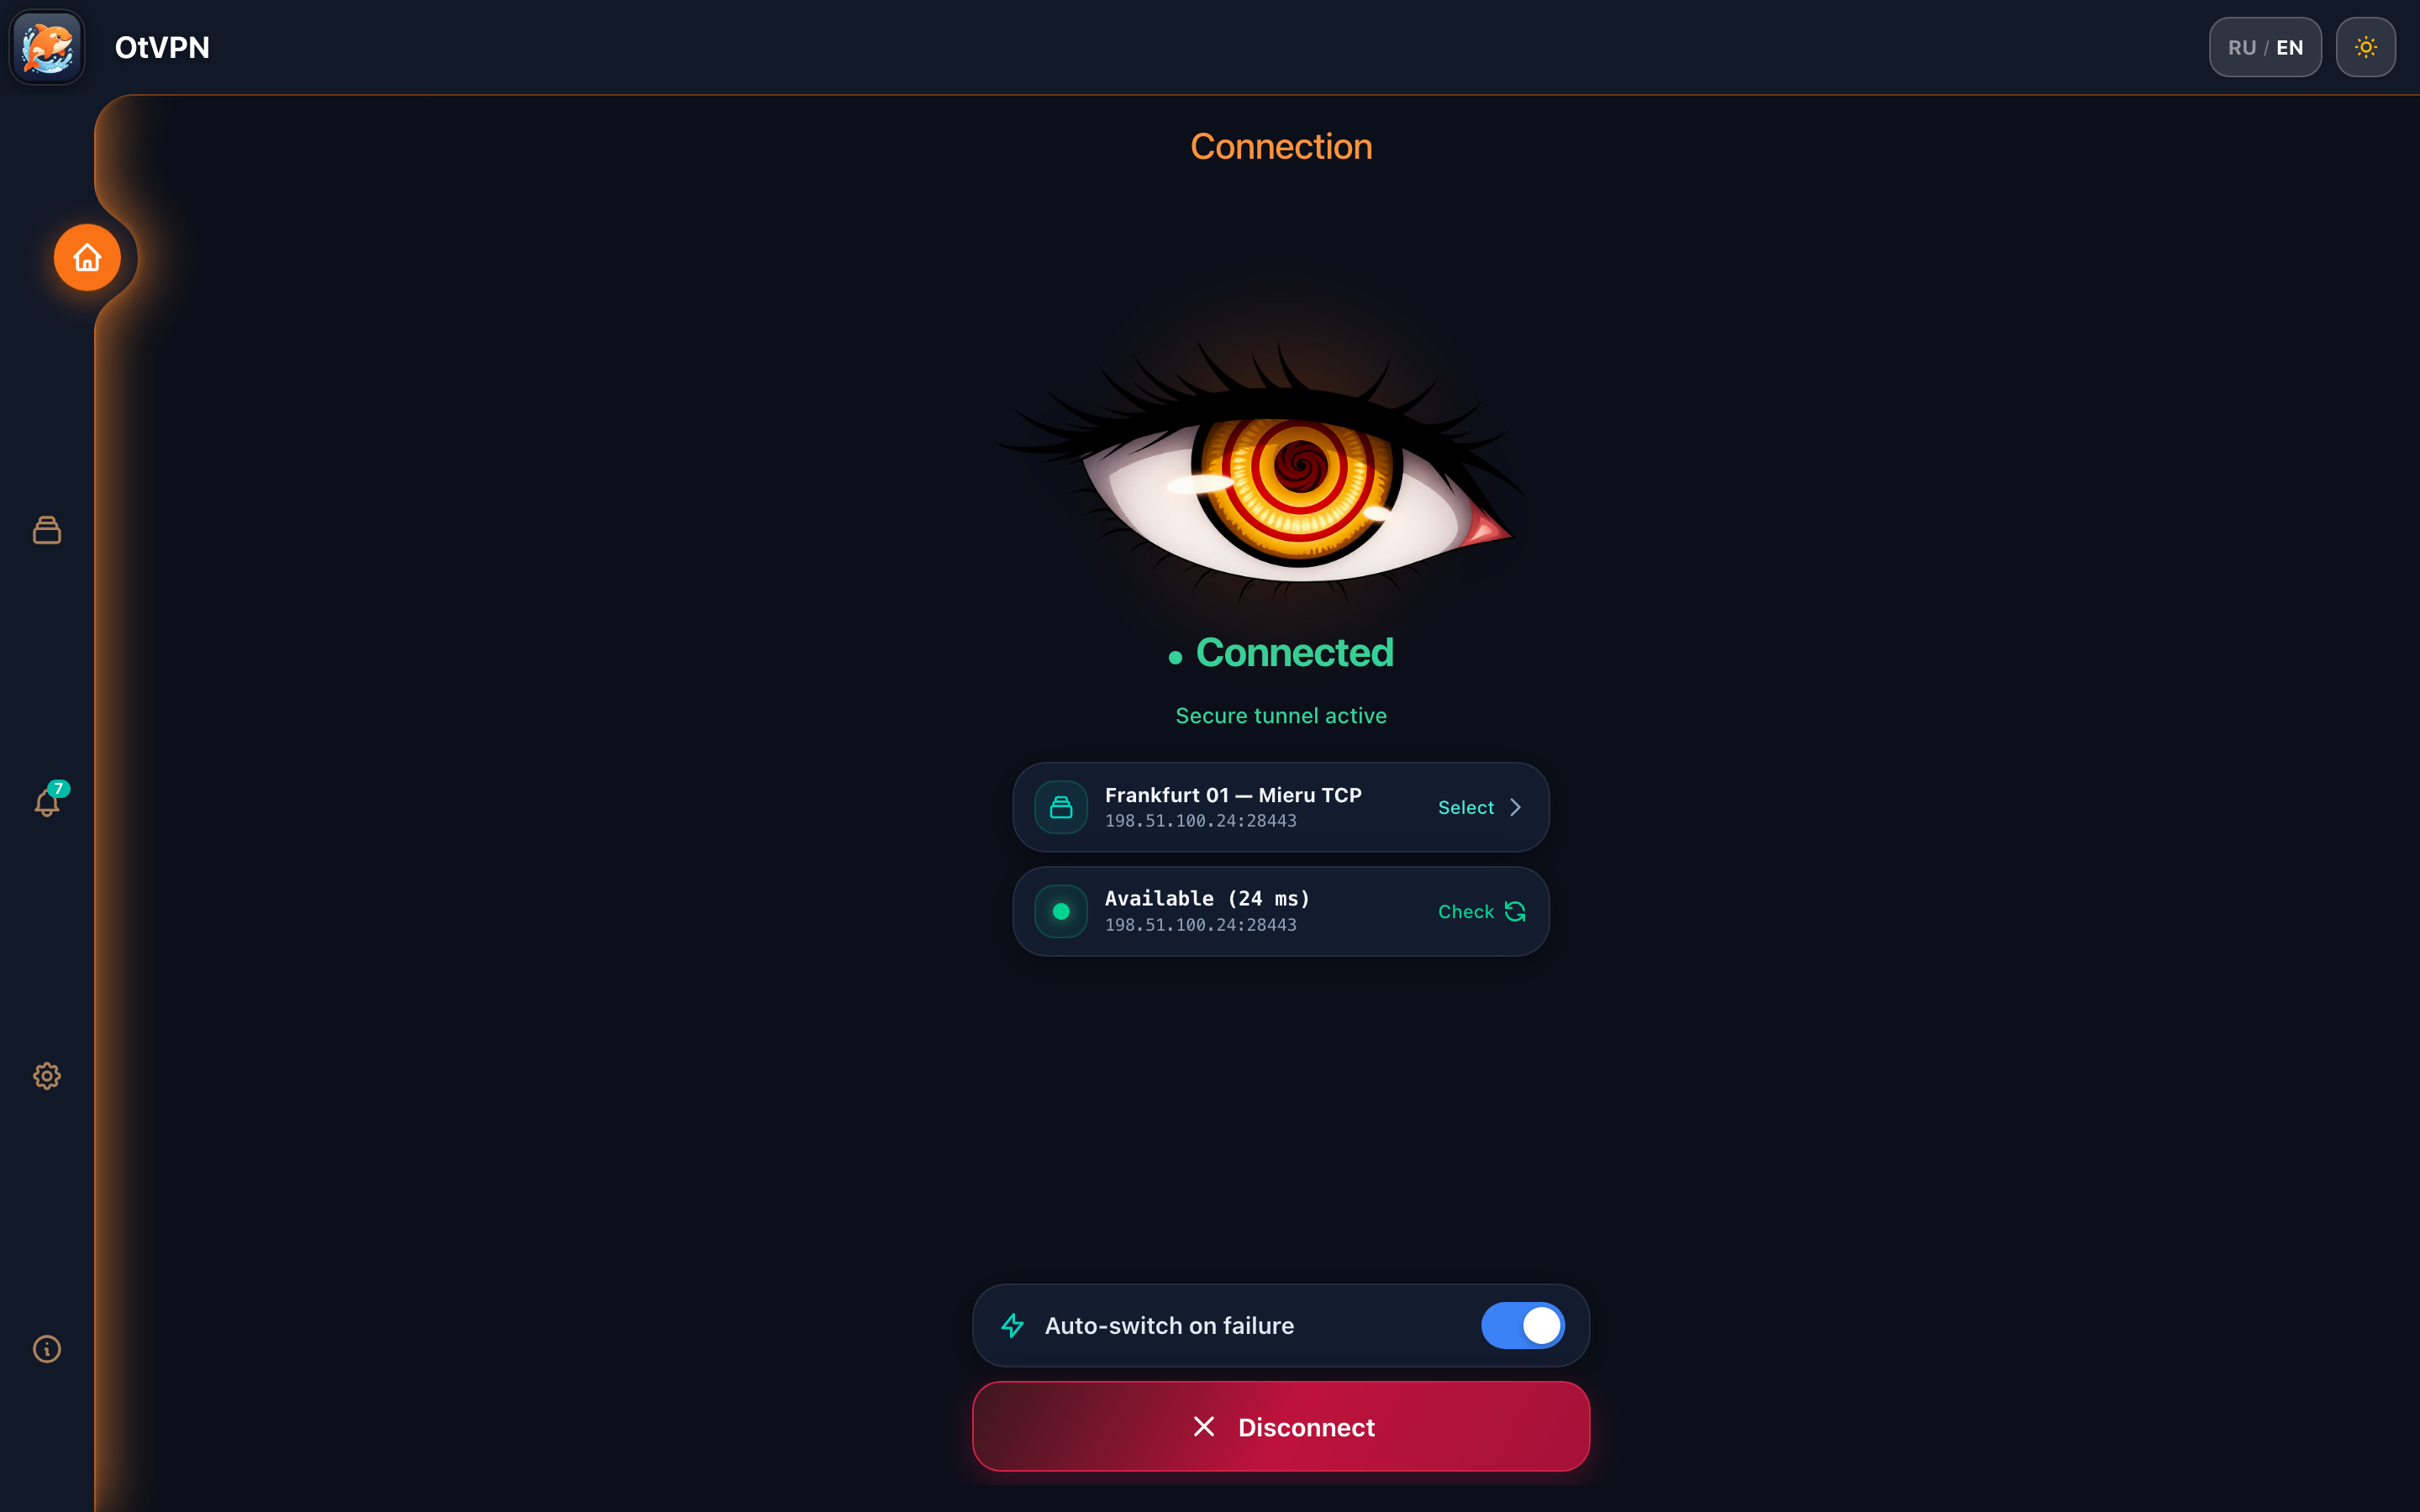 OtVPN
RU / EN
Connection
7
Connected
Secure tunnel active
Frankfurt 01 — Mieru TCP
198.51.100.24:28443
Select
Available (24 ms)
198.51.100.24:28443
Check
Auto-switch on failure
Disconnect